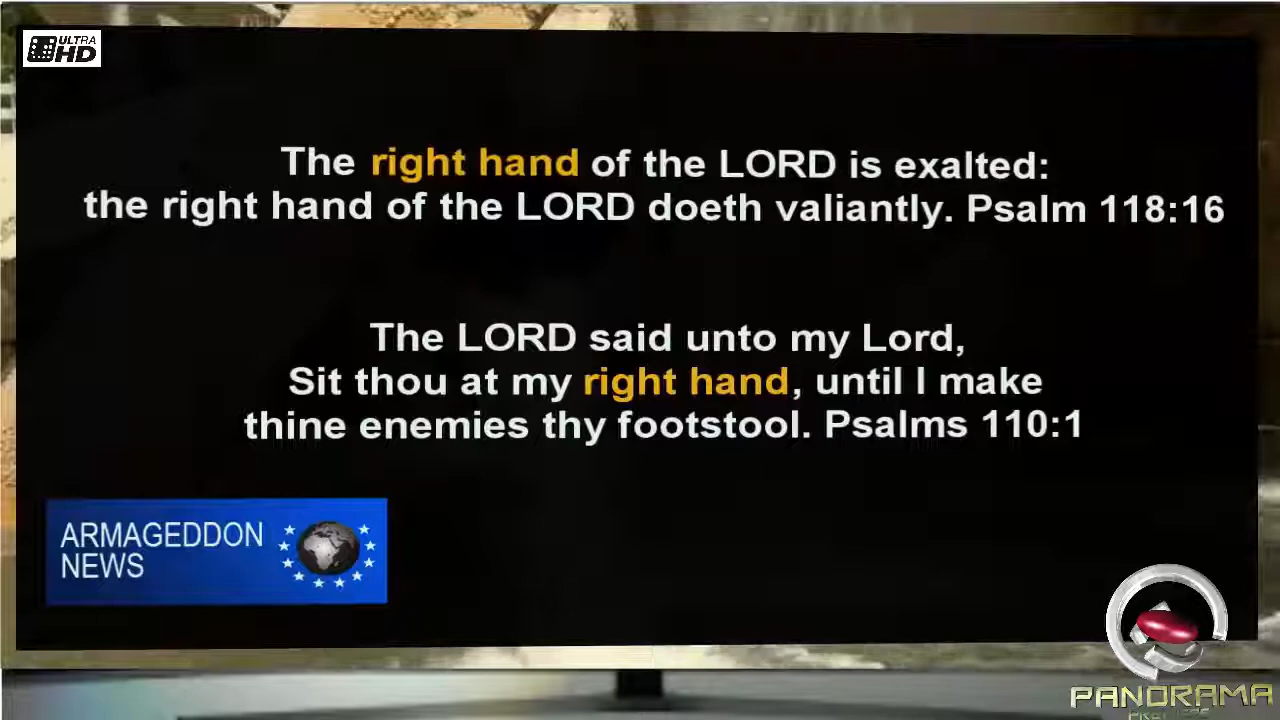 ULTRA
HD
The right hand of the LORD is exalted:
the right hand of the LORD doeth valiantly. Psalm 118:16
The LORD said unto my Lord,
Sit thou at my right hand, until I make
thine enemies thy footstool. Psalms 110:1
ARMAGEDDON
NEWS
PANORAMA